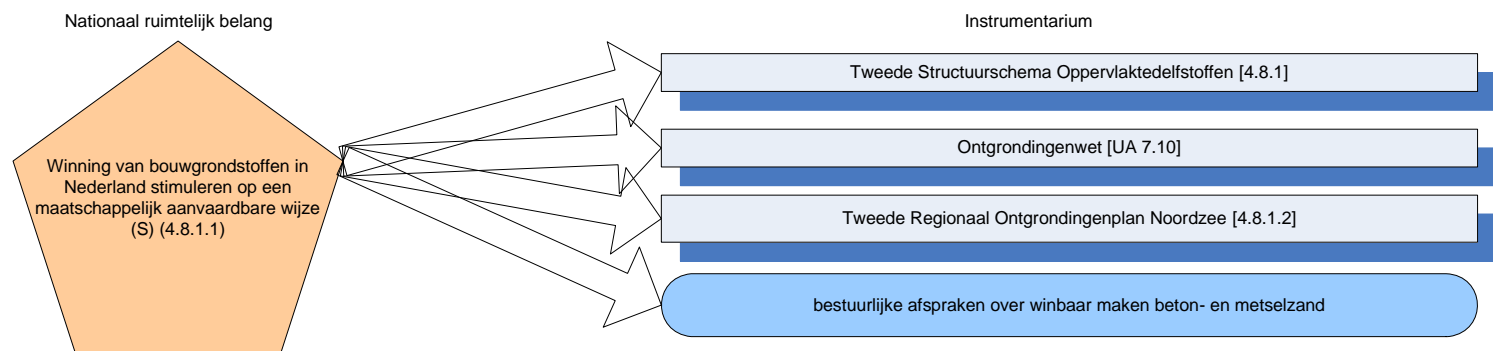 Nationaal ruimtelijk belang
Instrumentarium
Winning van bouwgrondstoffen in
Nederland stimuleren op een
maatschappelijk aanvaardbare wijze
(S) (4.8.1.1)
Tweede Structuurschema Oppervlaktedelfstoffen [4.8.1]
Ontgrondingenwet [UA 7.10]
Tweede Regionaal Ontgrondingenplan Noordzee [4.8.1.2]
bestuurlijke afspraken over winbaar maken beton- en metselzand